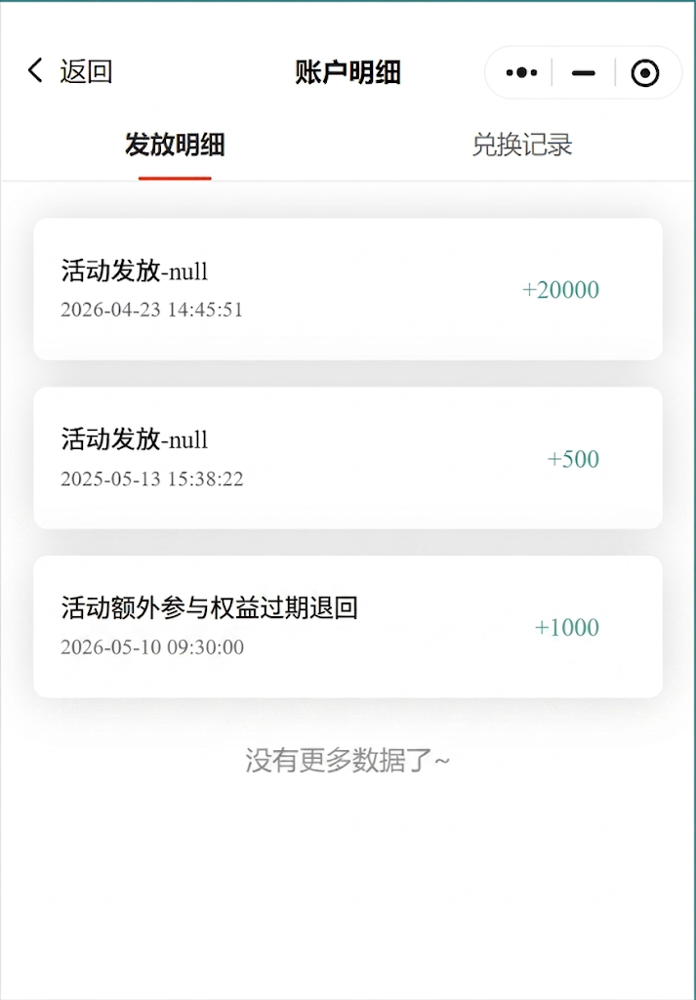 返回
账户明细
发放明细
兑换记录
活动发放-null
2026-04-23 14:45:51
+20000
活动发放-null
2025-05-13 15:38:22
+500
活动额外参与权益过期退回
2026-05-10 09:30:00
+1000
没有更多数据了~